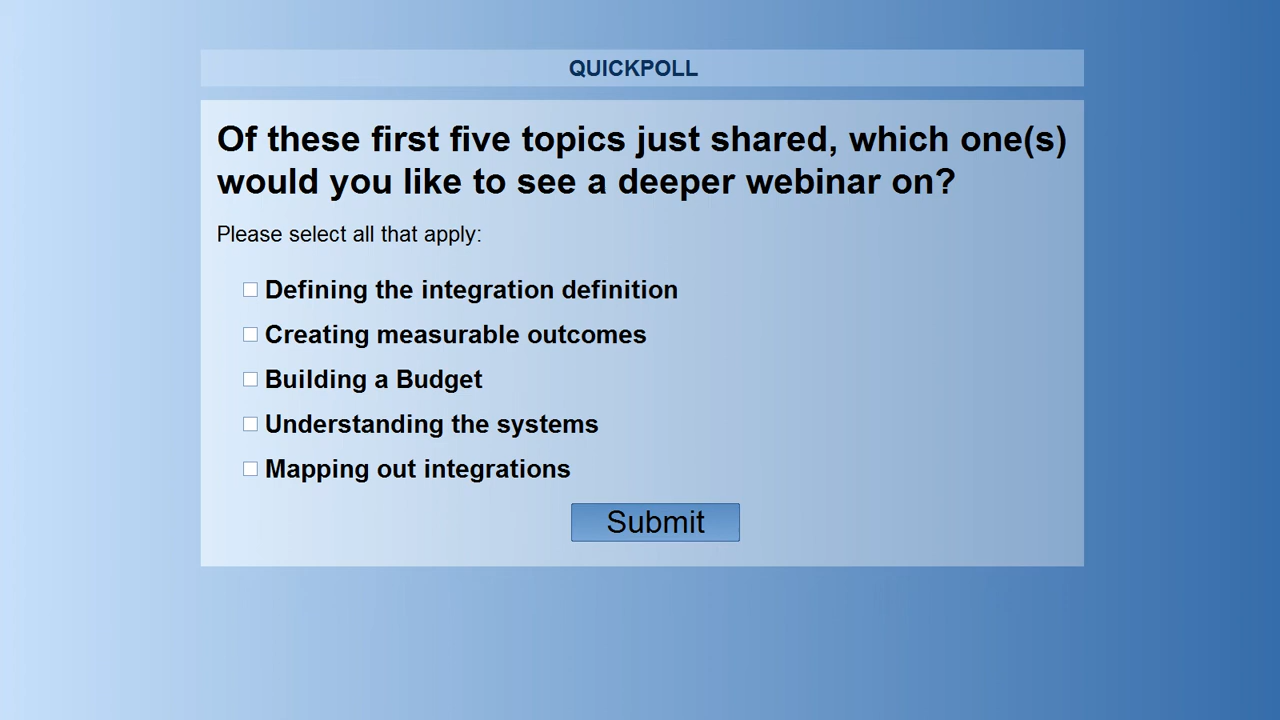 QUICKPOLL
Of these first five topics just shared, which one(s)
would you like to see a deeper webinar on?
Please select all that apply:
Defining the integration definition
Creating measurable outcomes
Building a Budget
Understanding the systems
Mapping out integrations
Submit